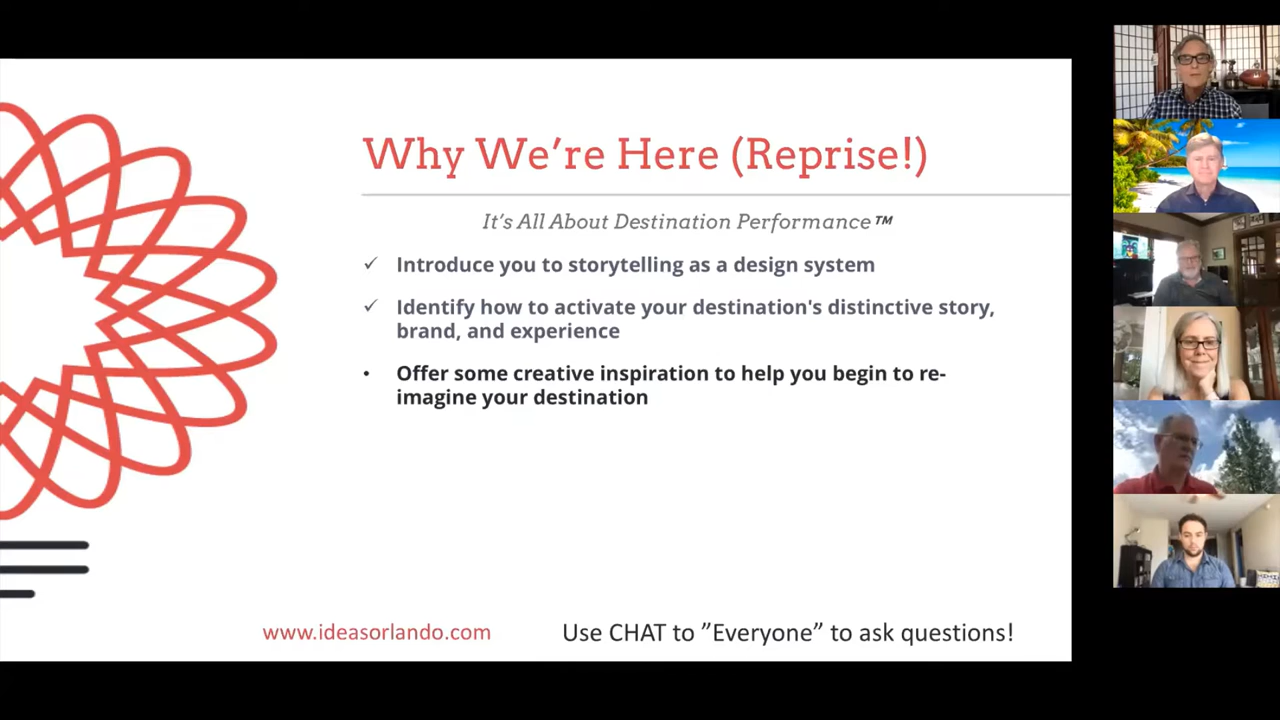 Why We’re Here (Reprise!)
It’s All About Destination Performance™
✓ Introduce you to storytelling as a design system
✓ Identify how to activate your destination's distinctive story,
brand, and experience
• Offer some creative inspiration to help you begin to re-
imagine your destination
www.ideasorlando.com
Use CHAT to ”Everyone” to ask questions!